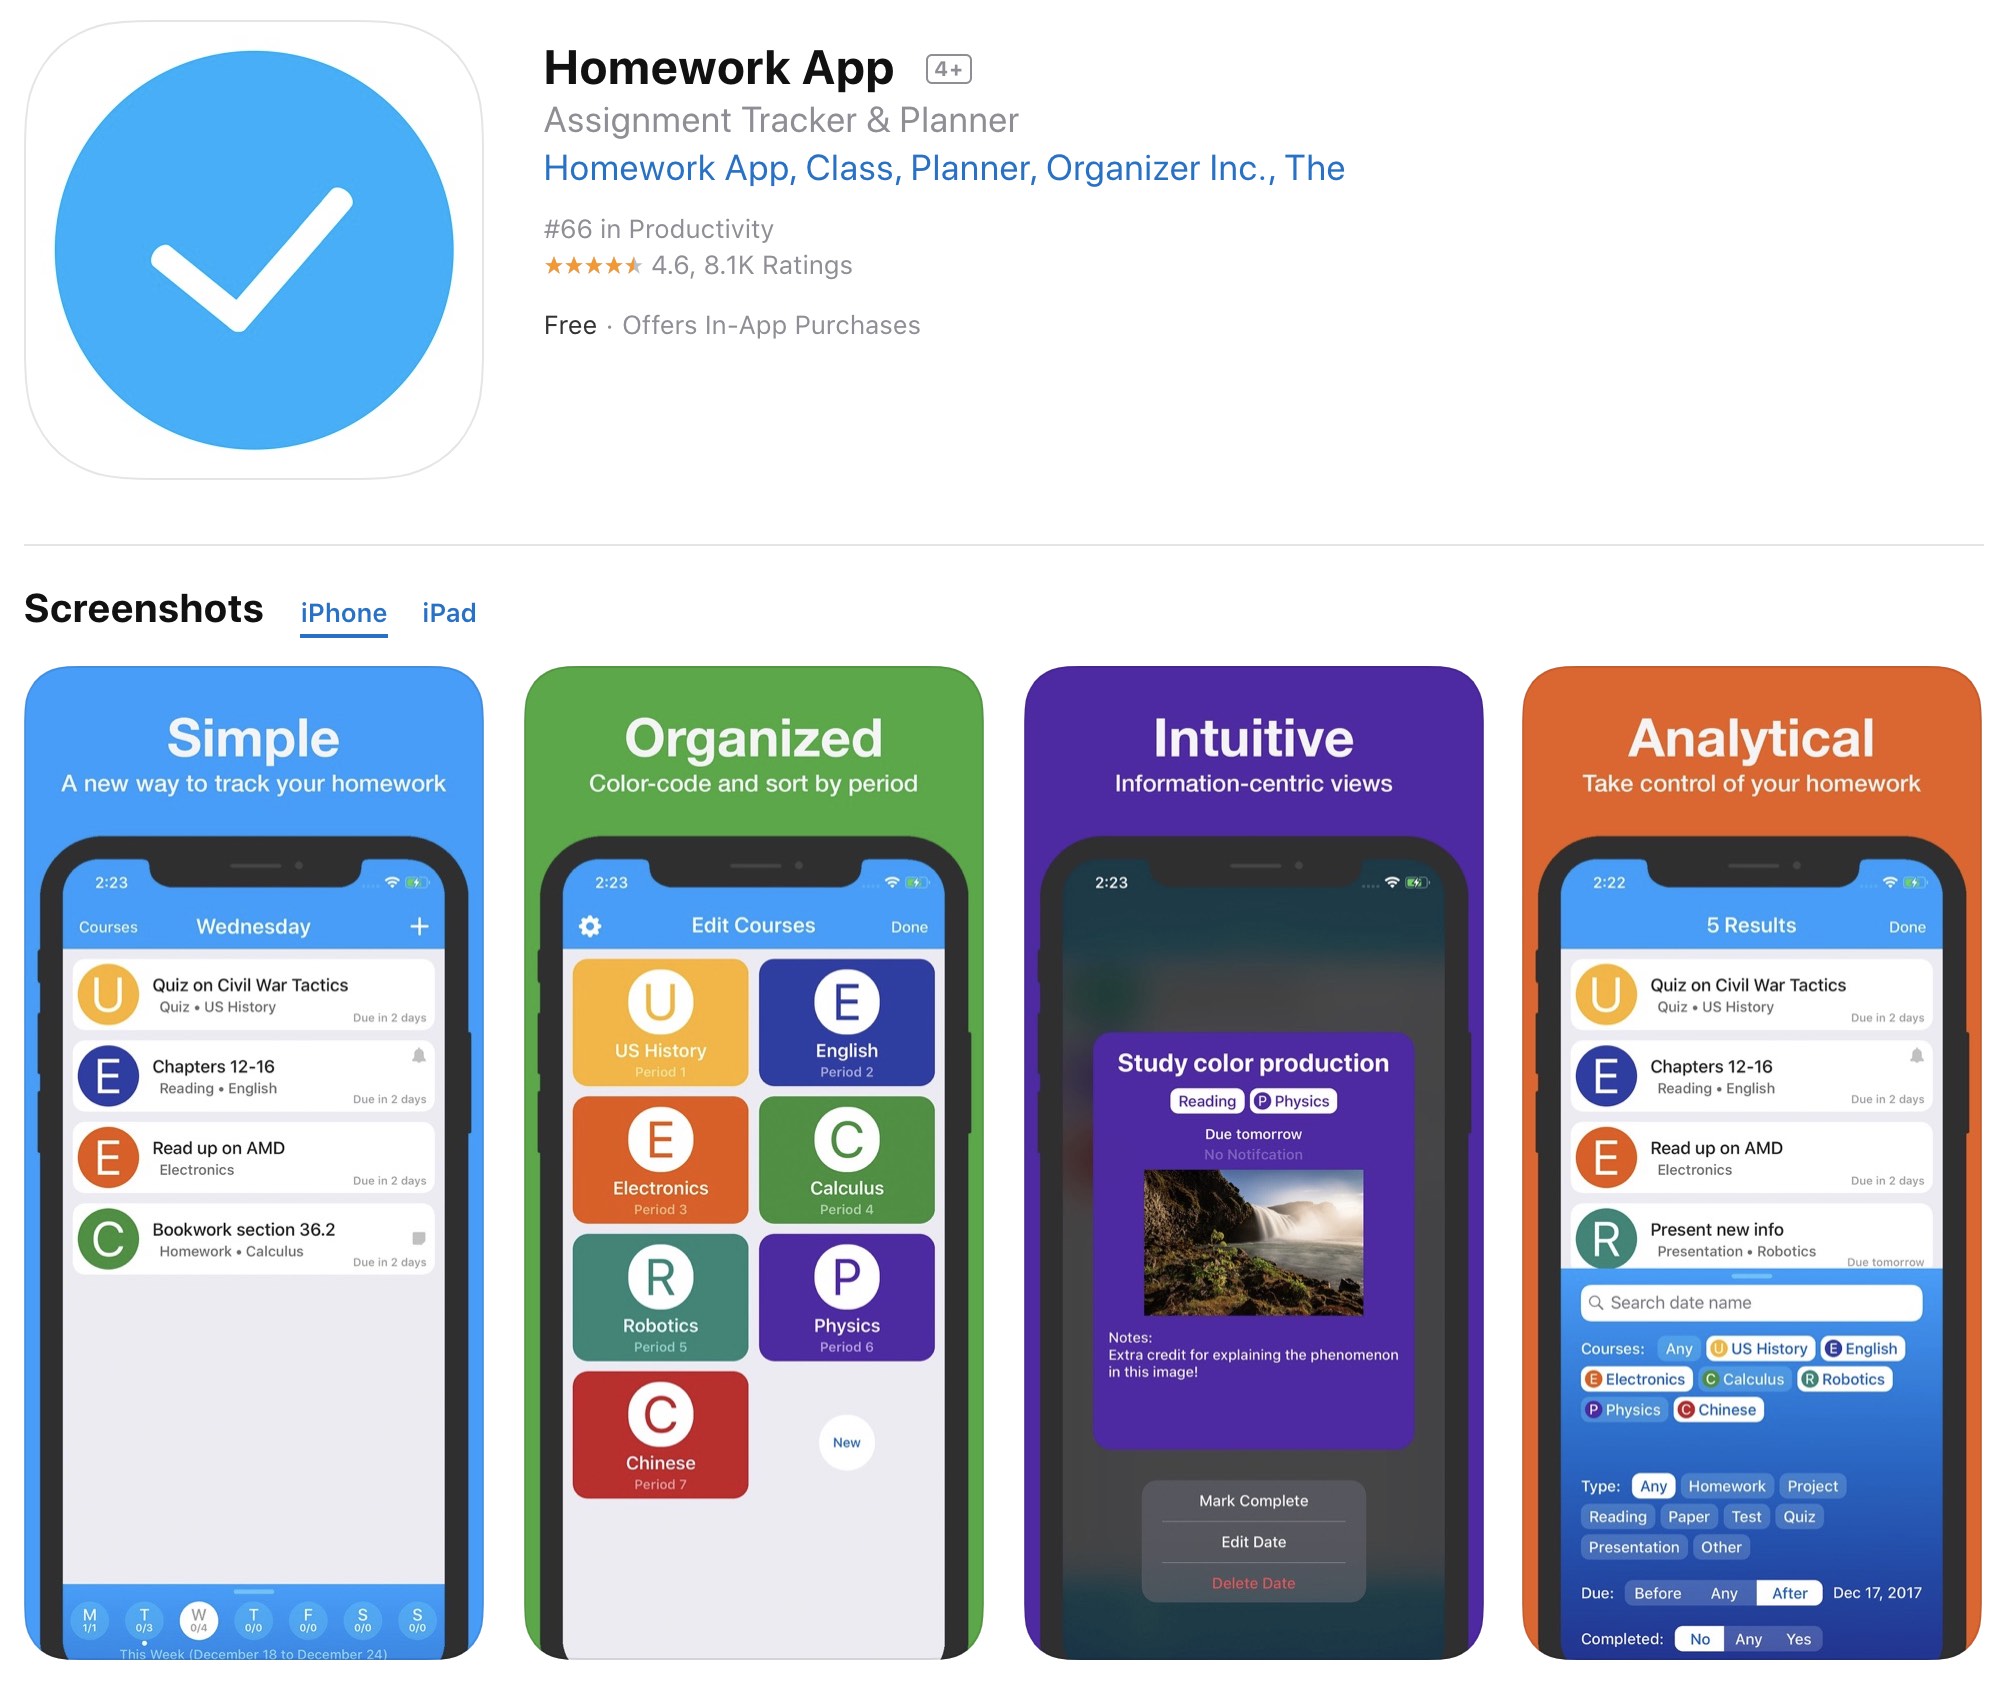 Homework App 4+
Assignment Tracker & Planner
Homework App, Class, Planner, Organizer Inc., The
#66 in Productivity
★★★★★ 4.6, 8.1K Ratings
Free · Offers In-App Purchases
Screenshots iPhone iPad
Simple
A new way to track your homework
2:23
Courses Wednesday +
U
Quiz on Civil War Tactics
Quiz • US History
Due in 2 days
E
Chapters 12-16
Reading • English
Due in 2 days
E
Read up on AMD
Electronics
Due in 2 days
C
Bookwork section 36.2
Homework • Calculus
Due in 2 days
M T W T F S S
1/1 0/3 0/4 0/0 0/0 0/0 0/0
This Week (December 18 to December 24)
Organized
Color-code and sort by period
2:23
Edit Courses Done
U E
US History English
Period 1 Period 2
E C
Electronics Calculus
Period 3 Period 4
R P
Robotics Physics
Period 5 Period 6
C
New
Chinese
Period 7
Intuitive
Information-centric views
2:23
Study color production
Reading P Physics
Due tomorrow
No Notifcation
Notes:
Extra credit for explaining the phenomenon
in this image!
Mark Complete
Edit Date
Delete Date
Analytical
Take control of your homework
2:22
5 Results Done
U
Quiz on Civil War Tactics
Quiz • US History
Due in 2 days
E
Chapters 12-16
Reading • English
Due in 2 days
E
Read up on AMD
Electronics
Due in 2 days
R
Present new info
Presentation • Robotics
Due tomorrow
Search date name
Courses: Any U US History E English
E Electronics C Calculus R Robotics
P Physics C Chinese
Type: Any Homework Project
Reading Paper Test Quiz
Presentation Other
Due: Before Any After Dec 17, 2017
Completed: No Any Yes